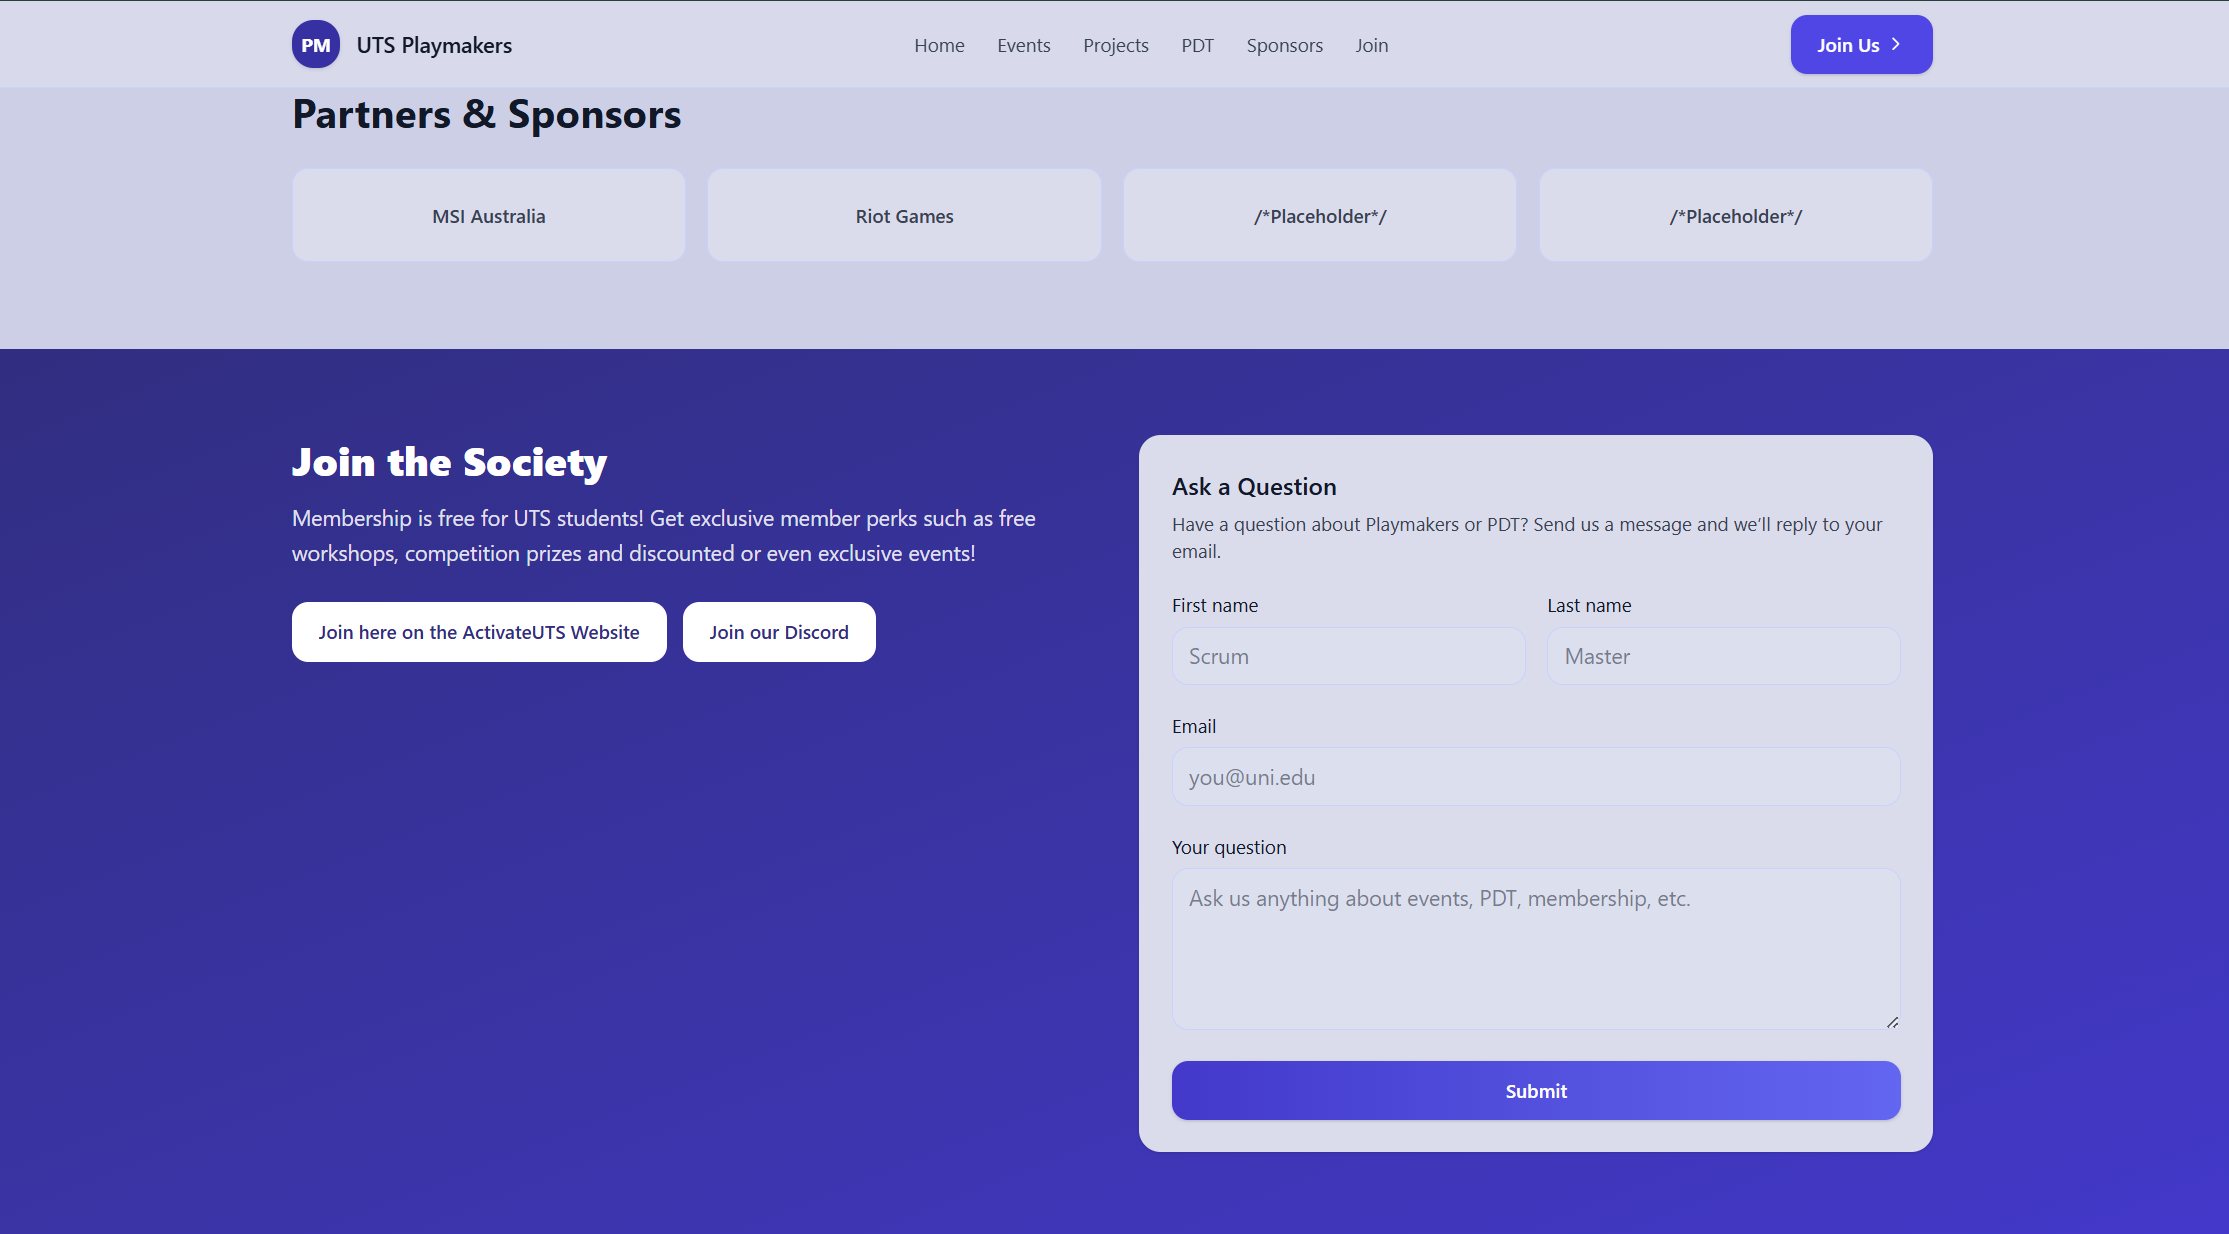 PM
UTS Playmakers
Home
Events
Projects
PDT
Sponsors
Join
Join Us
Partners & Sponsors
MSI Australia
Riot Games
/*Placeholder*/
/*Placeholder*/
Join the Society
Membership is free for UTS students! Get exclusive member perks such as free
workshops, competition prizes and discounted or even exclusive events!
Join here on the ActivateUTS Website
Join our Discord
Ask a Question
Have a question about Playmakers or PDT? Send us a message and we’ll reply to your
email.
First name
Last name
Scrum
Master
Email
you@uni.edu
Your question
Ask us anything about events, PDT, membership, etc.
Submit